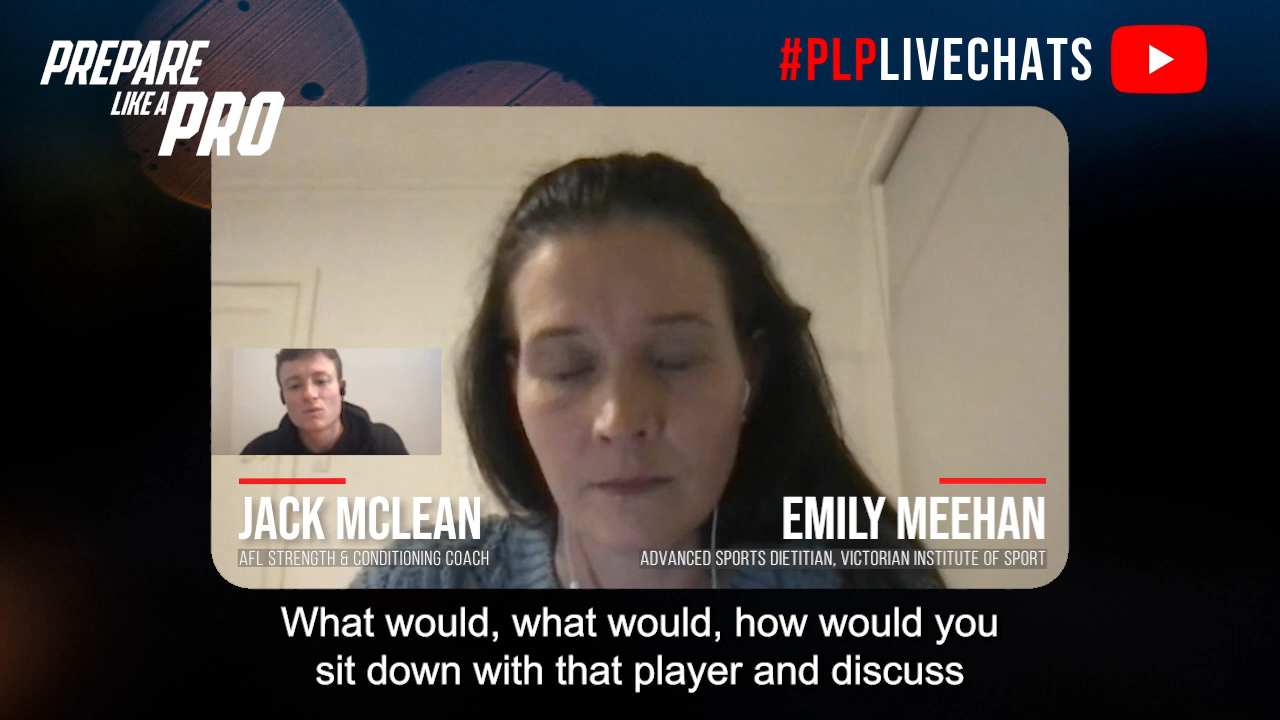 PREPARE
LIKE A
PRO
#PLPLIVECHATS
JACK MCLEAN
AFL STRENGTH & CONDITIONING COACH
EMILY MEEHAN
ADVANCED SPORTS DIETITIAN, VICTORIAN INSTITUTE OF SPORT
What would, what would, how would you
sit down with that player and discuss